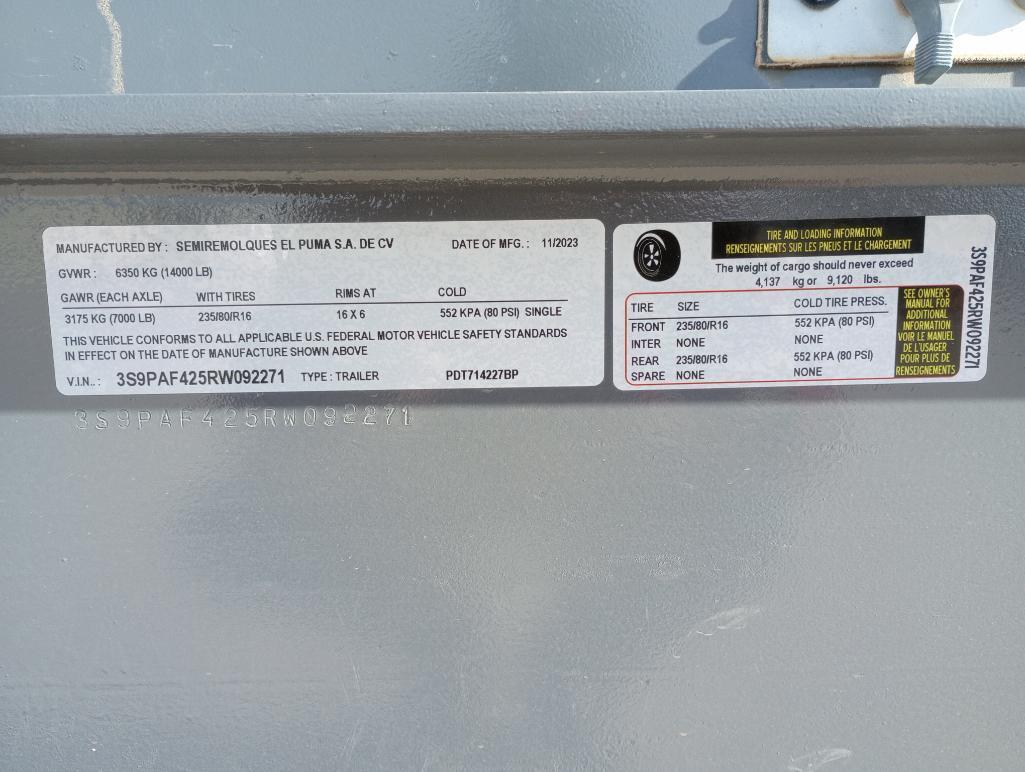 MANUFACTURED BY : SEMIREMOLQUES EL PUMA S.A. DE CV DATE OF MFG. : 11/2023
GVWR : 6350 KG (14000 LB)
GAWR (EACH AXLE) WITH TIRES RIMS AT COLD
3175 KG (7000 LB) 235/80/R16 16 X 6 552 KPA (80 PSI) SINGLE
THIS VEHICLE CONFORMS TO ALL APPLICABLE U.S. FEDERAL MOTOR VEHICLE SAFETY STANDARDS
IN EFFECT ON THE DATE OF MANUFACTURE SHOWN ABOVE
V.I.N.. : 3S9PAF425RW092271 TYPE : TRAILER PDT714227BP
TIRE AND LOADING INFORMATION
RENSEIGNEMENTS SUR LES PNEUS ET LE CHARGEMENT
The weight of cargo should never exceed
4,137 kg or 9,120 lbs.
TIRE SIZE COLD TIRE PRESS.
FRONT 235/80/R16 552 KPA (80 PSI)
INTER NONE NONE
REAR 235/80/R16 552 KPA (80 PSI)
SPARE NONE NONE
SEE OWNER'S
MANUAL FOR
ADDITIONAL
INFORMATION
VOIR LE MANUEL
DE L'USAGER
POUR PLUS DE
RENSEIGNEMENTS
3S9PAF425RW092271
3S9PAF425RW092271